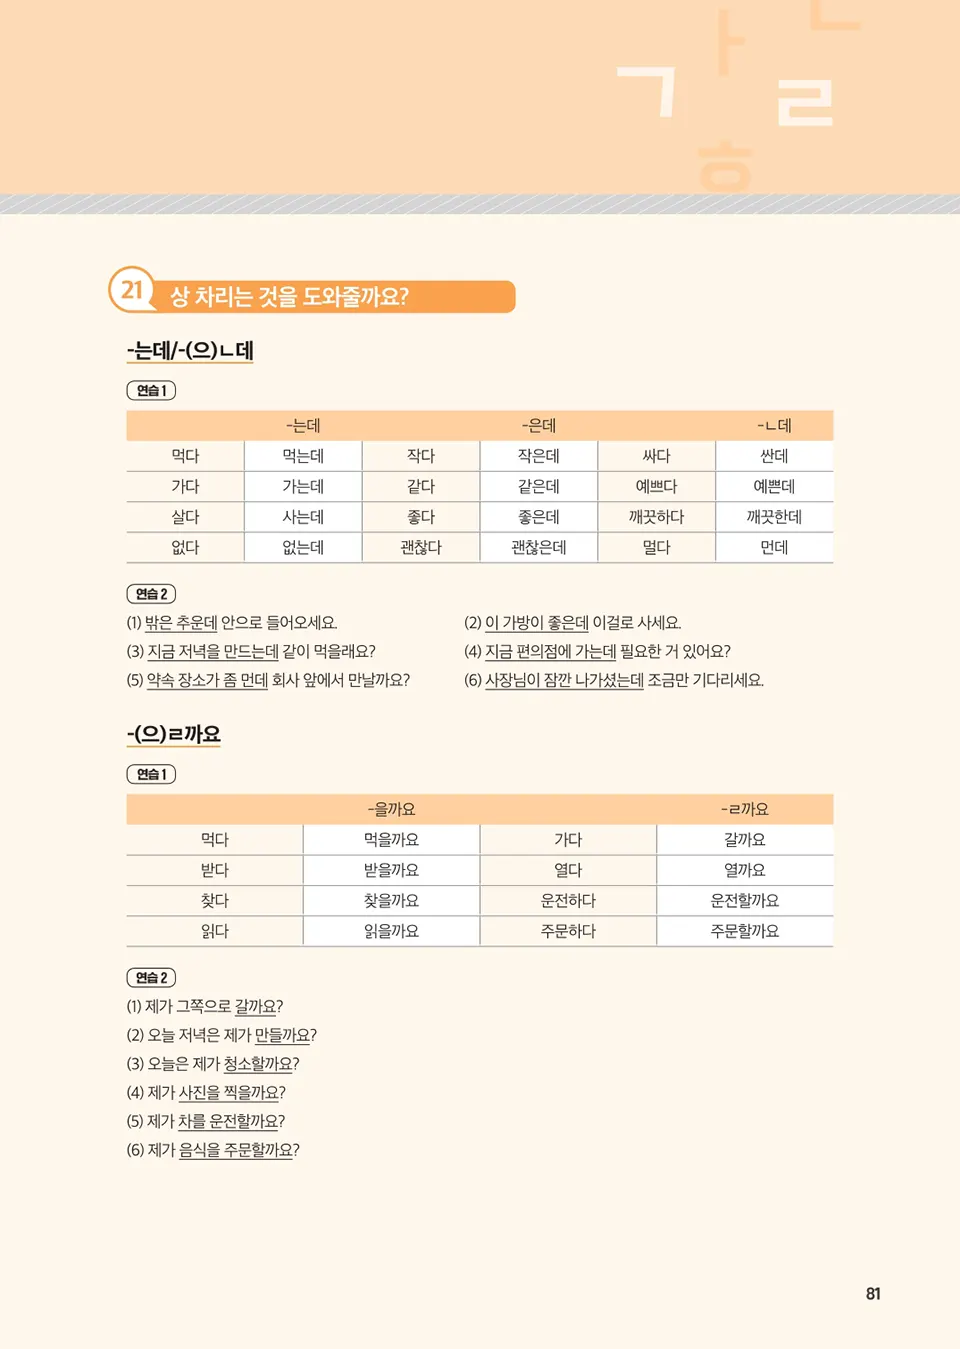 ㅏ ㄴ
ㄱ ㄹ
ㅎ
21 상 차리는 것을 도와줄까요?
-는데/-(으)ㄴ데
연습 1
-는데 -은데 -ㄴ데
먹다 먹는데 작다 작은데 싸다 싼데
가다 가는데 같다 같은데 예쁘다 예쁜데
살다 사는데 좋다 좋은데 깨끗하다 깨끗한데
없다 없는데 괜찮다 괜찮은데 멀다 먼데
연습 2
(1) 밖은 추운데 안으로 들어오세요. (2) 이 가방이 좋은데 이걸로 사세요.
(3) 지금 저녁을 만드는데 같이 먹을래요? (4) 지금 편의점에 가는데 필요한 거 있어요?
(5) 약속 장소가 좀 먼데 회사 앞에서 만날까요? (6) 사장님이 잠깐 나가셨는데 조금만 기다리세요.
-(으)ㄹ까요
연습 1
-을까요 -ㄹ까요
먹다 먹을까요 가다 갈까요
받다 받을까요 열다 열까요
찾다 찾을까요 운전하다 운전할까요
읽다 읽을까요 주문하다 주문할까요
연습 2
(1) 제가 그쪽으로 갈까요?
(2) 오늘 저녁은 제가 만들까요?
(3) 오늘은 제가 청소할까요?
(4) 제가 사진을 찍을까요?
(5) 제가 차를 운전할까요?
(6) 제가 음식을 주문할까요?
81